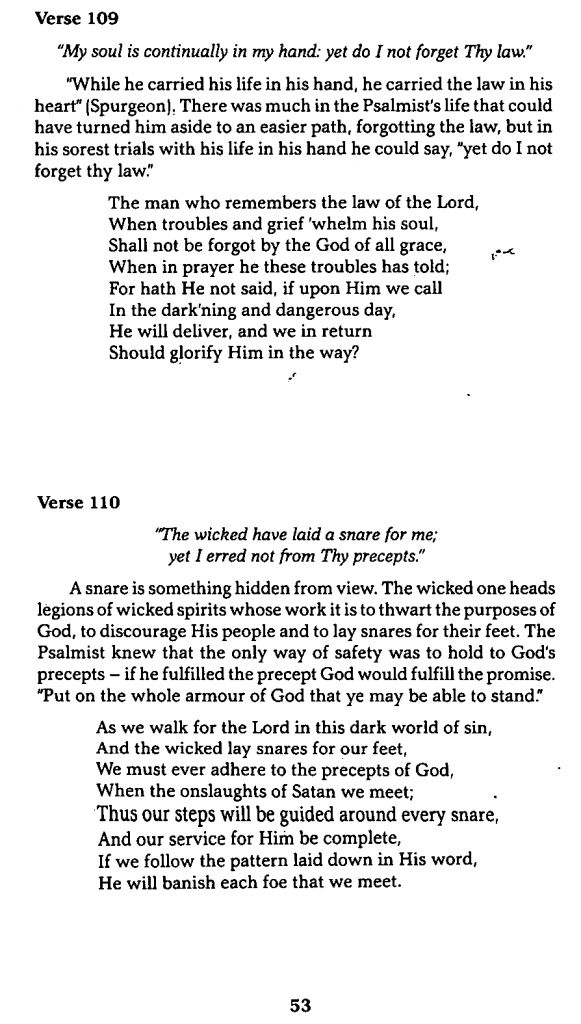 Verse 109
"My soul is continually in my hand: yet do I not forget Thy law."
"While he carried his life in his hand, he carried the law in his
heart" (Spurgeon). There was much in the Psalmist's life that could
have turned him aside to an easier path, forgotting the law, but in
his sorest trials with his life in his hand he could say, "yet do I not
forget thy law."
The man who remembers the law of the Lord,
When troubles and grief 'whelm his soul,
Shall not be forgot by the God of all grace,
When in prayer he these troubles has told;
For hath He not said, if upon Him we call
In the dark'ning and dangerous day,
He will deliver, and we in return
Should glorify Him in the way?
Verse 110
"The wicked have laid a snare for me;
yet I erred not from Thy precepts."
A snare is something hidden from view. The wicked one heads
legions of wicked spirits whose work it is to thwart the purposes of
God, to discourage His people and to lay snares for their feet. The
Psalmist knew that the only way of safety was to hold to God's
precepts – if he fulfilled the precept God would fulfill the promise.
"Put on the whole armour of God that ye may be able to stand."
As we walk for the Lord in this dark world of sin,
And the wicked lay snares for our feet,
We must ever adhere to the precepts of God,
When the onslaughts of Satan we meet;
Thus our steps will be guided around every snare,
And our service for Him be complete,
If we follow the pattern laid down in His word,
He will banish each foe that we meet.
53